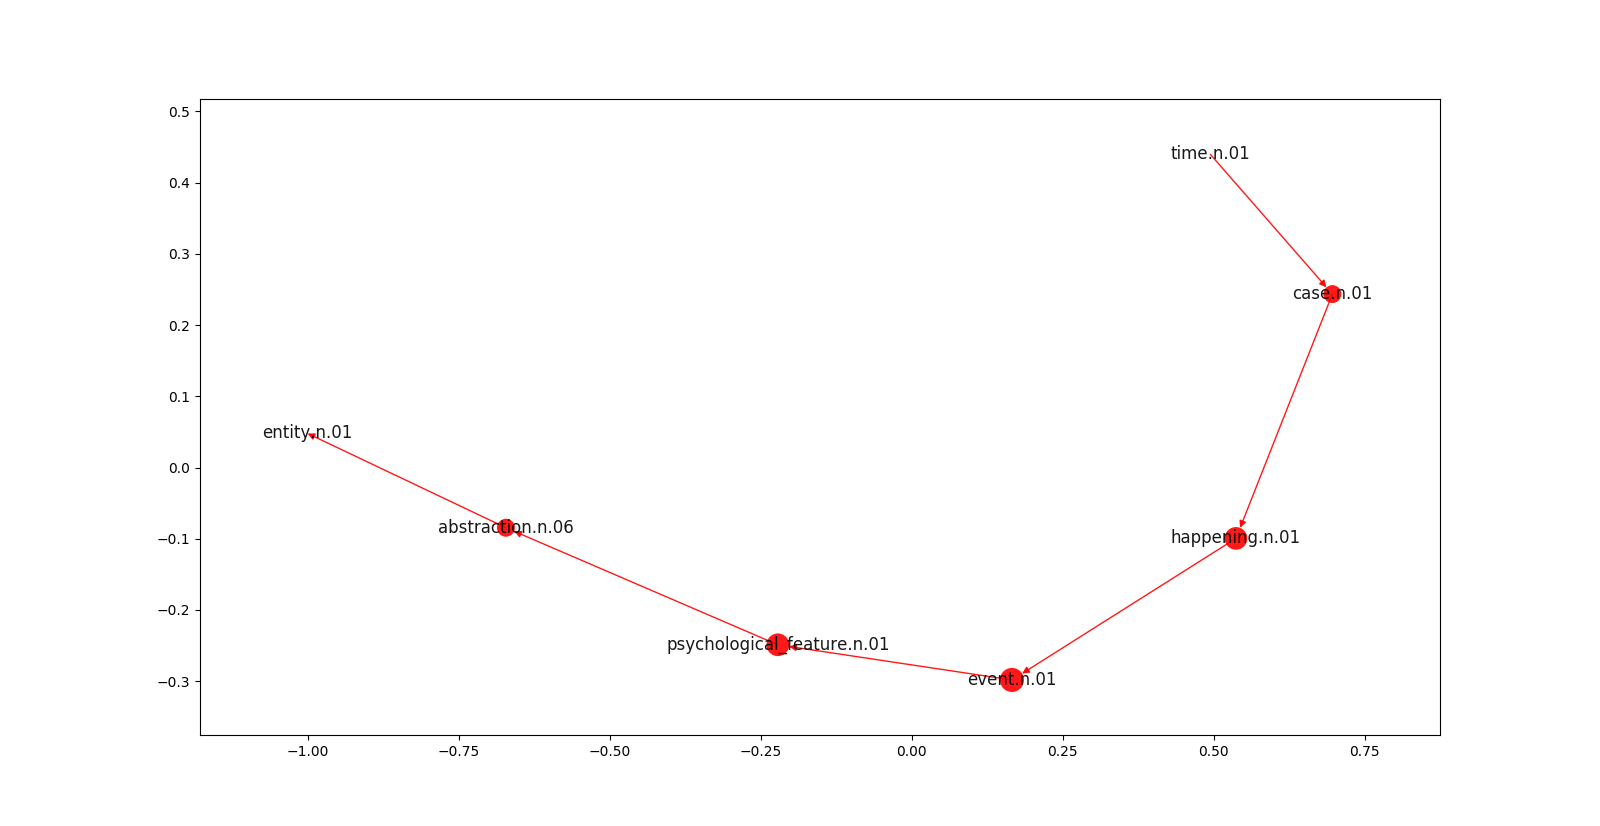 0.5
0.4
0.3
0.2
0.1
0.0
−0.1
−0.2
−0.3
time.n.01
case.n.01
entity.n.01
abstraction.n.06
happening.n.01
psychological_feature.n.01
event.n.01
−1.00 −0.75 −0.50 −0.25 0.00 0.25 0.50 0.75